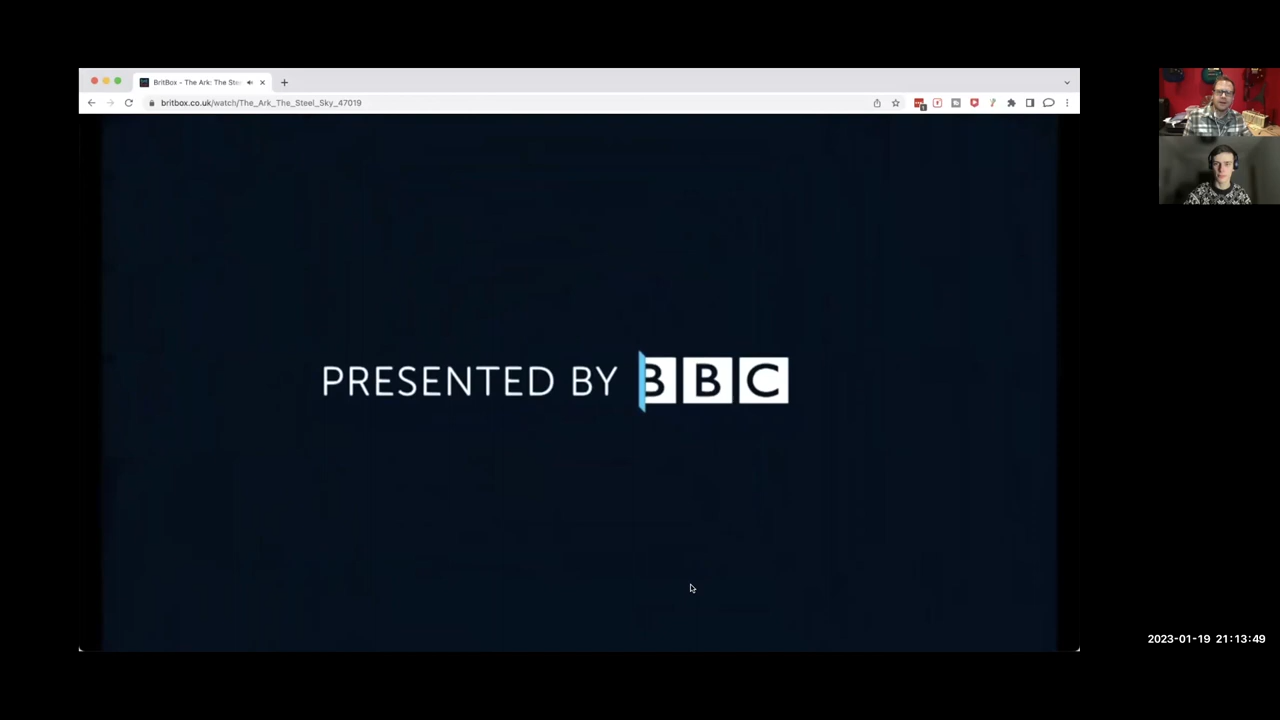 BritBox - The Ark: The Ste
britbox.co.uk/watch/The_Ark_The_Steel_Sky_47019
PRESENTED BY BBC
2023-01-19 21:13:49